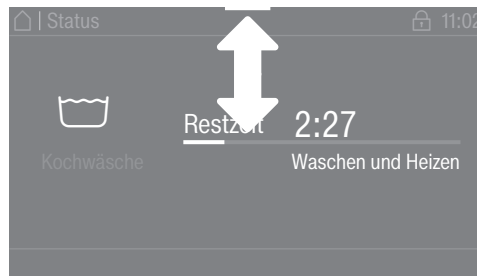 | Status 11:02
Restzeit 2:27
Kochwäsche Waschen und Heizen